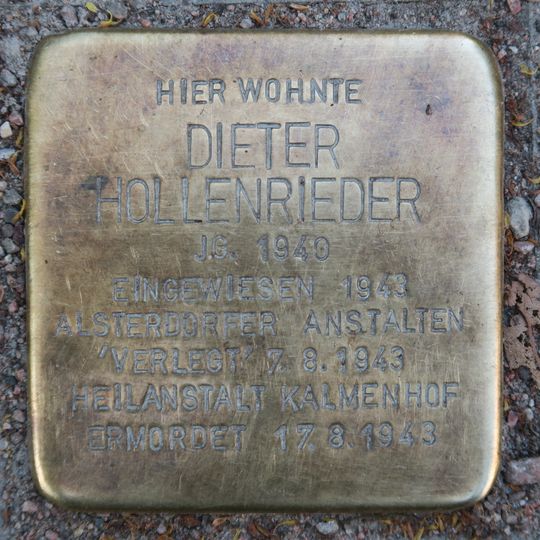 HIER WOHNTE
DIETER
HOLLENRIEDER
JG. 1940
EINGEWIESEN 1943
ALSTERDORFER ANSTALTEN
'VERLEGT' 7.8.1943
HEILANSTALT KALMENHOF
ERMORDET 17.8.1943